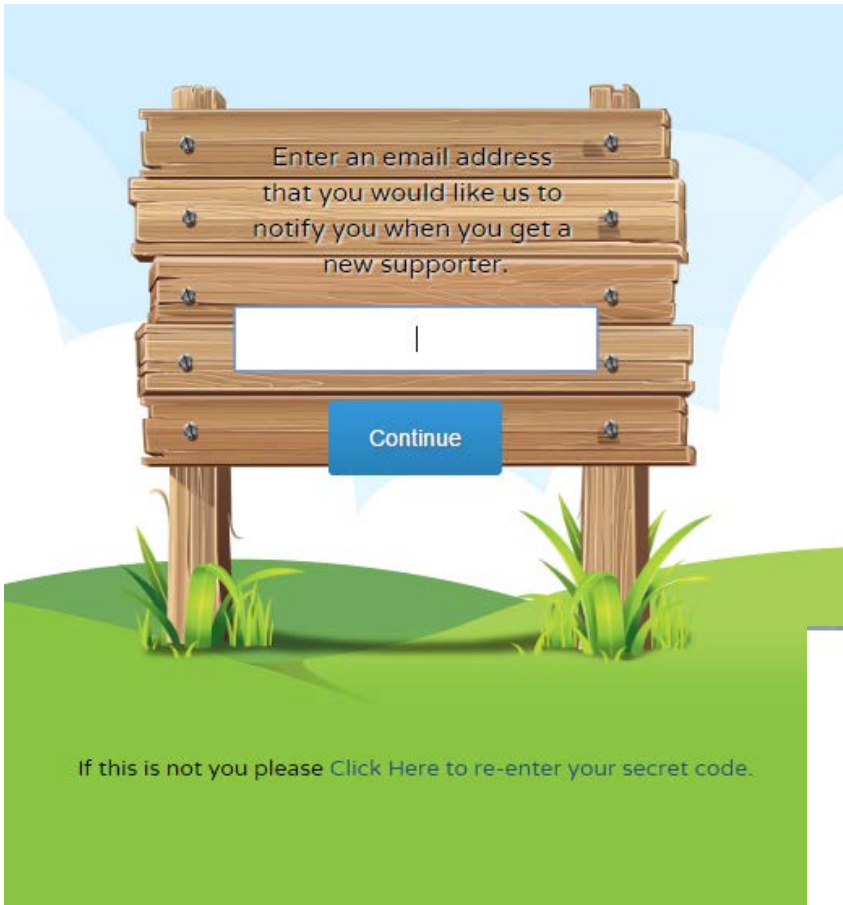 Enter an email address
that you would like us to
notify you when you get a
new supporter.
Continue
If this is not you please Click Here to re-enter your secret code.